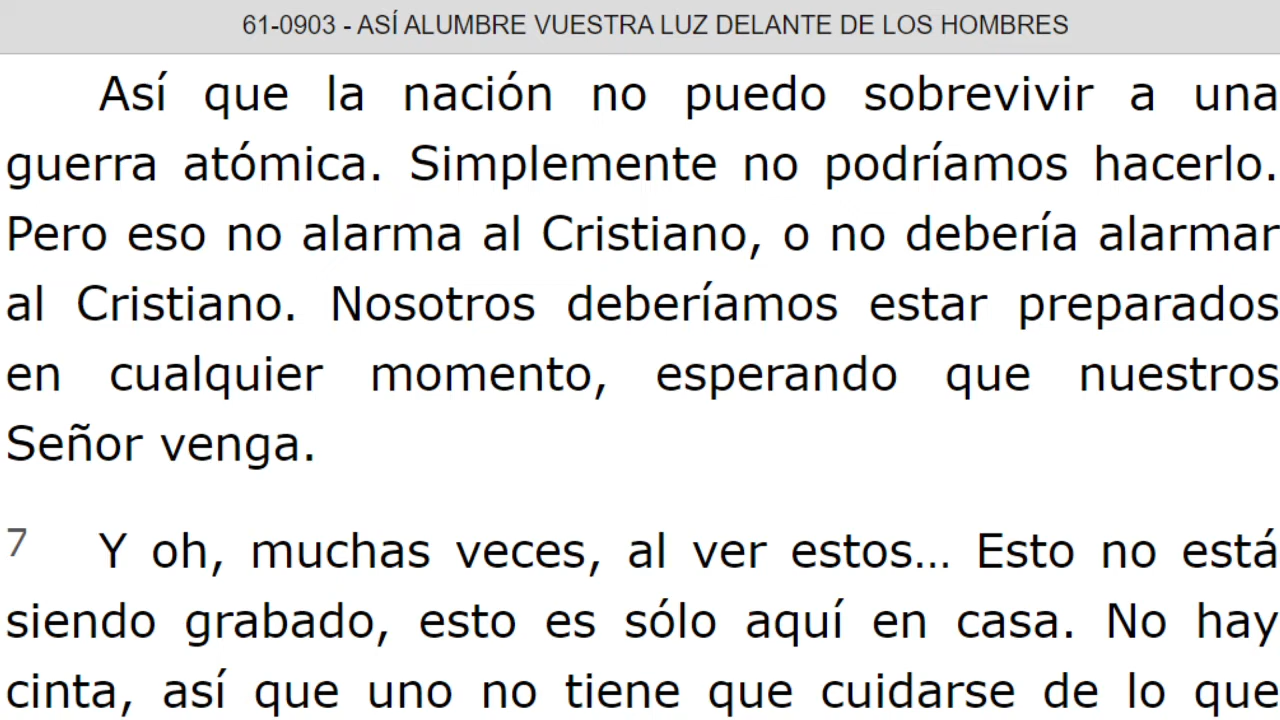 61-0903 - ASÍ ALUMBRE VUESTRA LUZ DELANTE DE LOS HOMBRES
Así que la nación no puedo sobrevivir a una
guerra atómica. Simplemente no podríamos hacerlo.
Pero eso no alarma al Cristiano, o no debería alarmar
al Cristiano. Nosotros deberíamos estar preparados
en cualquier momento, esperando que nuestros
Señor venga.
7 Y oh, muchas veces, al ver estos… Esto no está
siendo grabado, esto es sólo aquí en casa. No hay
cinta, así que uno no tiene que cuidarse de lo que